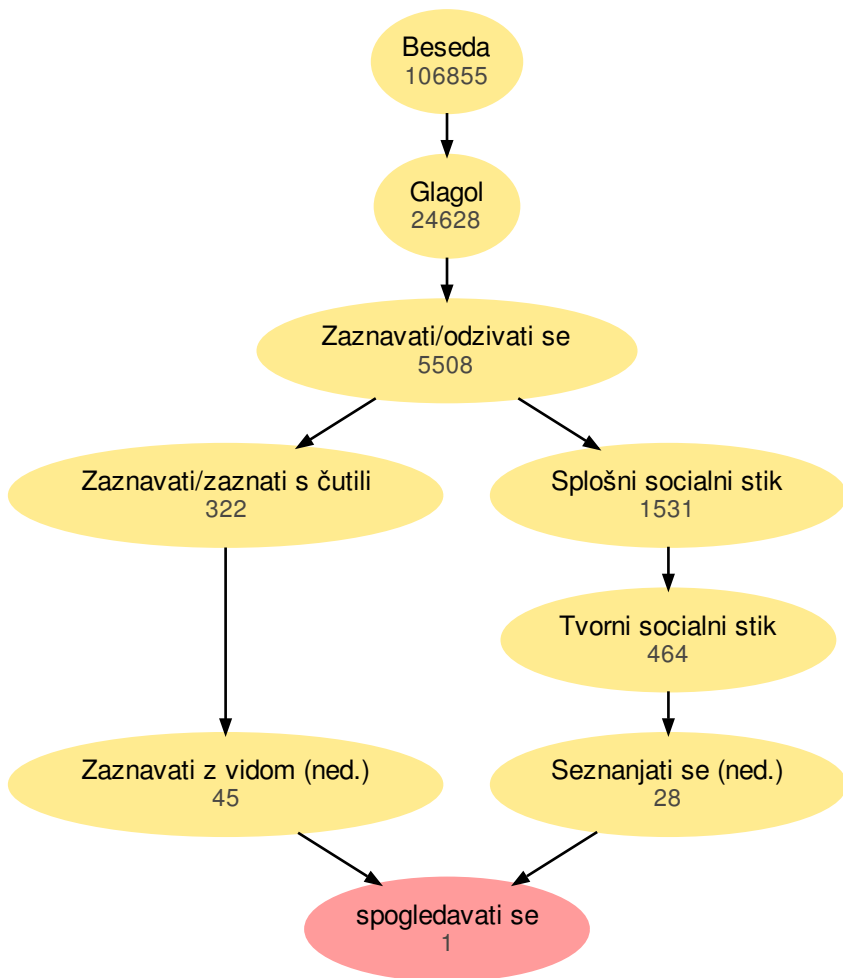 Beseda
106855
Glagol
24628
Zaznavati/odzivati se
5508
Zaznavati/zaznati s čutili
322
Splošni socialni stik
1531
Tvorni socialni stik
464
Zaznavati z vidom (ned.)
45
Seznanjati se (ned.)
28
spogledavati se
1